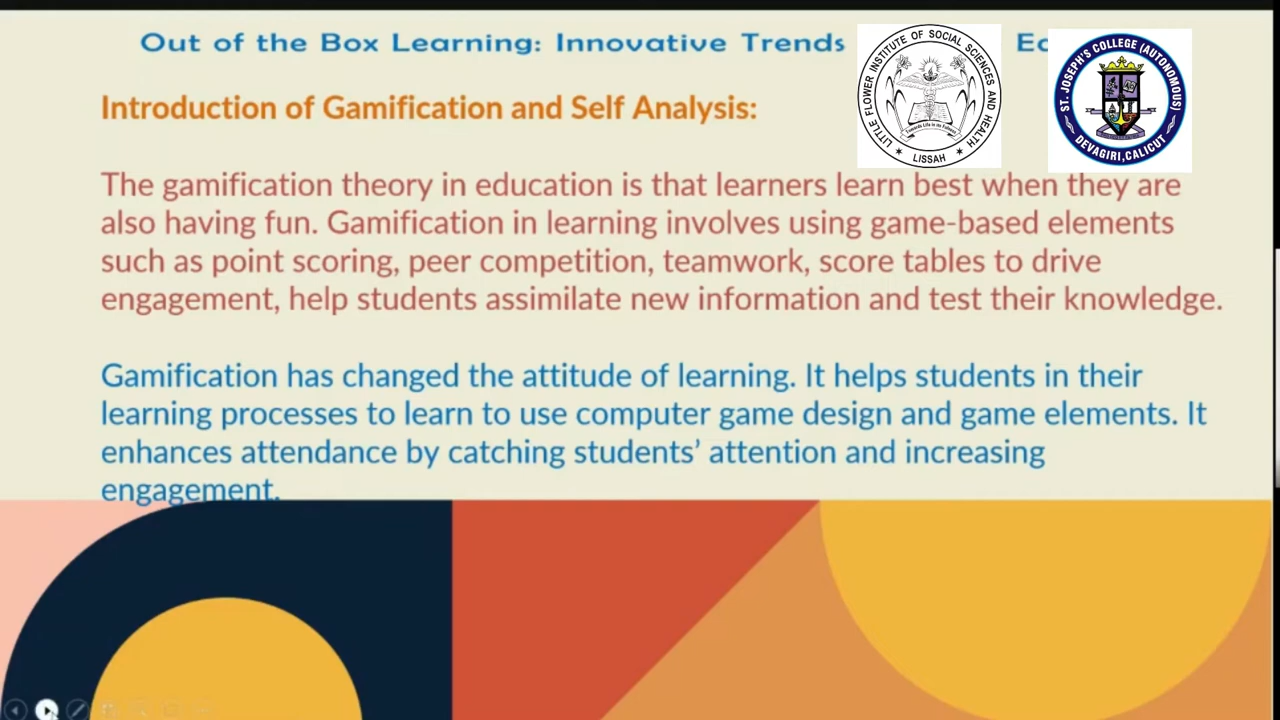 Out of the Box Learning: Innovative Trends
Introduction of Gamification and Self Analysis:
LITTLE FLOWER INSTITUTE OF SOCIAL SCIENCES AND HEALTH
LISSAH
ST. JOSEPH'S COLLEGE (AUTONOMOUS)
DEVAGIRI, CALICUT
The gamification theory in education is that learners learn best when they are
also having fun. Gamification in learning involves using game-based elements
such as point scoring, peer competition, teamwork, score tables to drive
engagement, help students assimilate new information and test their knowledge.
Gamification has changed the attitude of learning. It helps students in their
learning processes to learn to use computer game design and game elements. It
enhances attendance by catching students’ attention and increasing
engagement.